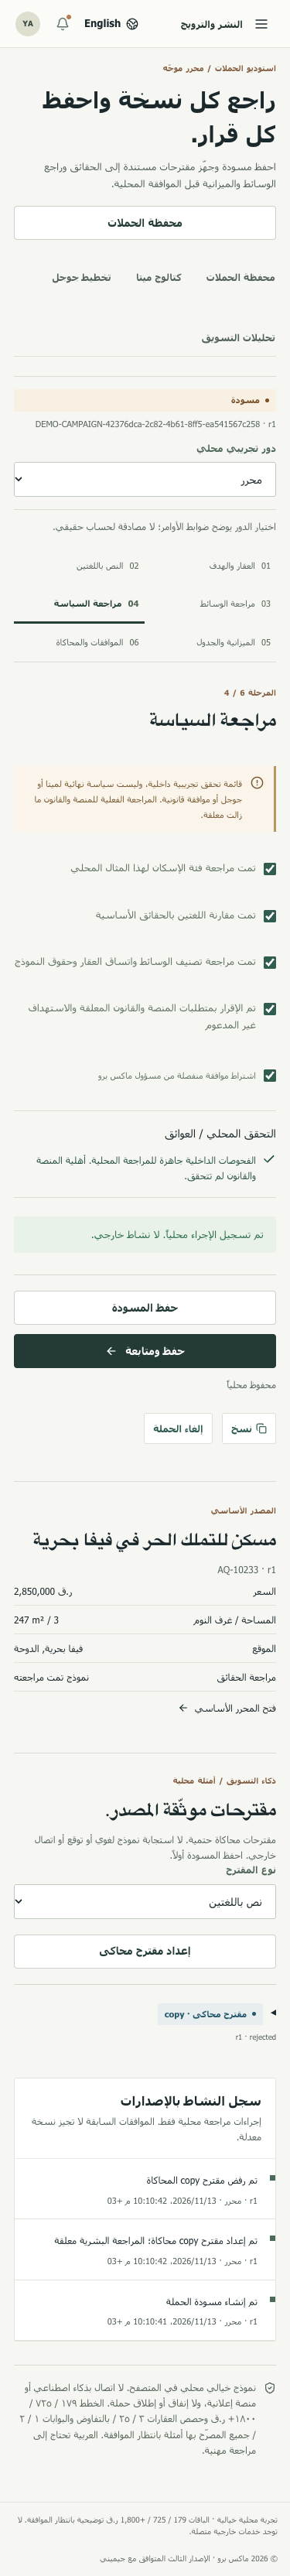 النشر والترويج
English
YA
استوديو الحملات / محرر موجّه
راجع كل نسخة واحفظ
كل قرار.
احفظ مسودة وجهّز مقترحات مستندة إلى الحقائق وراجع
الوسائط والميزانية قبل الموافقة المحلية.
محفظة الحملات
محفظة الحملات
كتالوج ميتا
تخطيط جوجل
تحليلات التسويق
مسودة
DEMO-CAMPAIGN-42376dca-2c82-4b61-8ff5-ea541567c258 · r1
دور تجريبي محلي
محرر
اختيار الدور يوضح ضوابط الأوامر؛ لا مصادقة لحساب حقيقي.
01 العقار والهدف
02 النص باللغتين
03 مراجعة الوسائط
04 مراجعة السياسة
05 الميزانية والجدول
06 الموافقات والمحاكاة
المرحلة 6 / 4
مراجعة السياسة
قائمة تحقق تجريبية داخلية، وليست سياسة نهائية لميتا أو
جوجل أو موافقة قانونية. المراجعة الفعلية للمنصة والقانون ما
زالت معلقة.
تمت مراجعة فئة الإسكان لهذا المثال المحلي
تمت مقارنة اللغتين بالحقائق الأساسية
تمت مراجعة تصنيف الوسائط واتساق العقار وحقوق النموذج
تم الإقرار بمتطلبات المنصة والقانون المعلقة والاستهداف
غير المدعوم
اشتراط موافقة منفصلة من مسؤول ماكس برو
التحقق المحلي / العوائق
الفحوصات الداخلية جاهزة للمراجعة المحلية. أهلية المنصة
والقانون لم تتحقق.
تم تسجيل الإجراء محلياً. لا نشاط خارجي.
حفظ المسودة
حفظ ومتابعة
محفوظ محلياً
نسخ
إلغاء الحملة
المصدر الأساسي
مسكن للتملك الحر في فيفا بحرية
AQ-10233 · r1
السعر
ر.ق 2,850,000
المساحة / غرف النوم
247 m² / 3
الموقع
فيفا بحرية، الدوحة
مراجعة الحقائق
نموذج تمت مراجعته
فتح المحرر الأساسي
ذكاء التسويق / أمثلة محلية
مقترحات موثّقة المصدر.
مقترحات محاكاة حتمية. لا استجابة نموذج لغوي أو توقع أو اتصال
خارجي. احفظ المسودة أولاً.
نوع المقترح
نص باللغتين
إعداد مقترح محاكى
مقترح محاكى · copy
r1 · rejected
سجل النشاط بالإصدارات
إجراءات مراجعة محلية فقط. الموافقات السابقة لا تجيز نسخة
معدلة.
تم رفض مقترح copy المحاكاة
r1 · محرر · 2026/11/13، 10:10:42 م +03
تم إعداد مقترح copy محاكاة؛ المراجعة البشرية معلقة
r1 · محرر · 2026/11/13، 10:10:42 م +03
تم إنشاء مسودة الحملة
r1 · محرر · 2026/11/13، 10:10:41 م +03
نموذج خيالي محلي في المتصفح. لا اتصال بذكاء اصطناعي أو
منصة إعلانية، ولا إنفاق أو إطلاق حملة. الخطط ١٧٩ / ٧٢٥ /
١٨٠٠+ ر.ق وحصص العقارات ٣ / ٢٥ / بالتفاوض والبوابات ١ / ٢
/ جميع المصرّح بها أمثلة بانتظار الموافقة. العربية تحتاج إلى
مراجعة مهنية.
تجربة محلية خيالية · الباقات 179 / 725 / +1,800 ر.ق توضيحية بانتظار الموافقة. لا
توجد خدمات خارجية متصلة.
© 2026 ماكس برو · الإصدار الثالث المتوافق مع جيميني